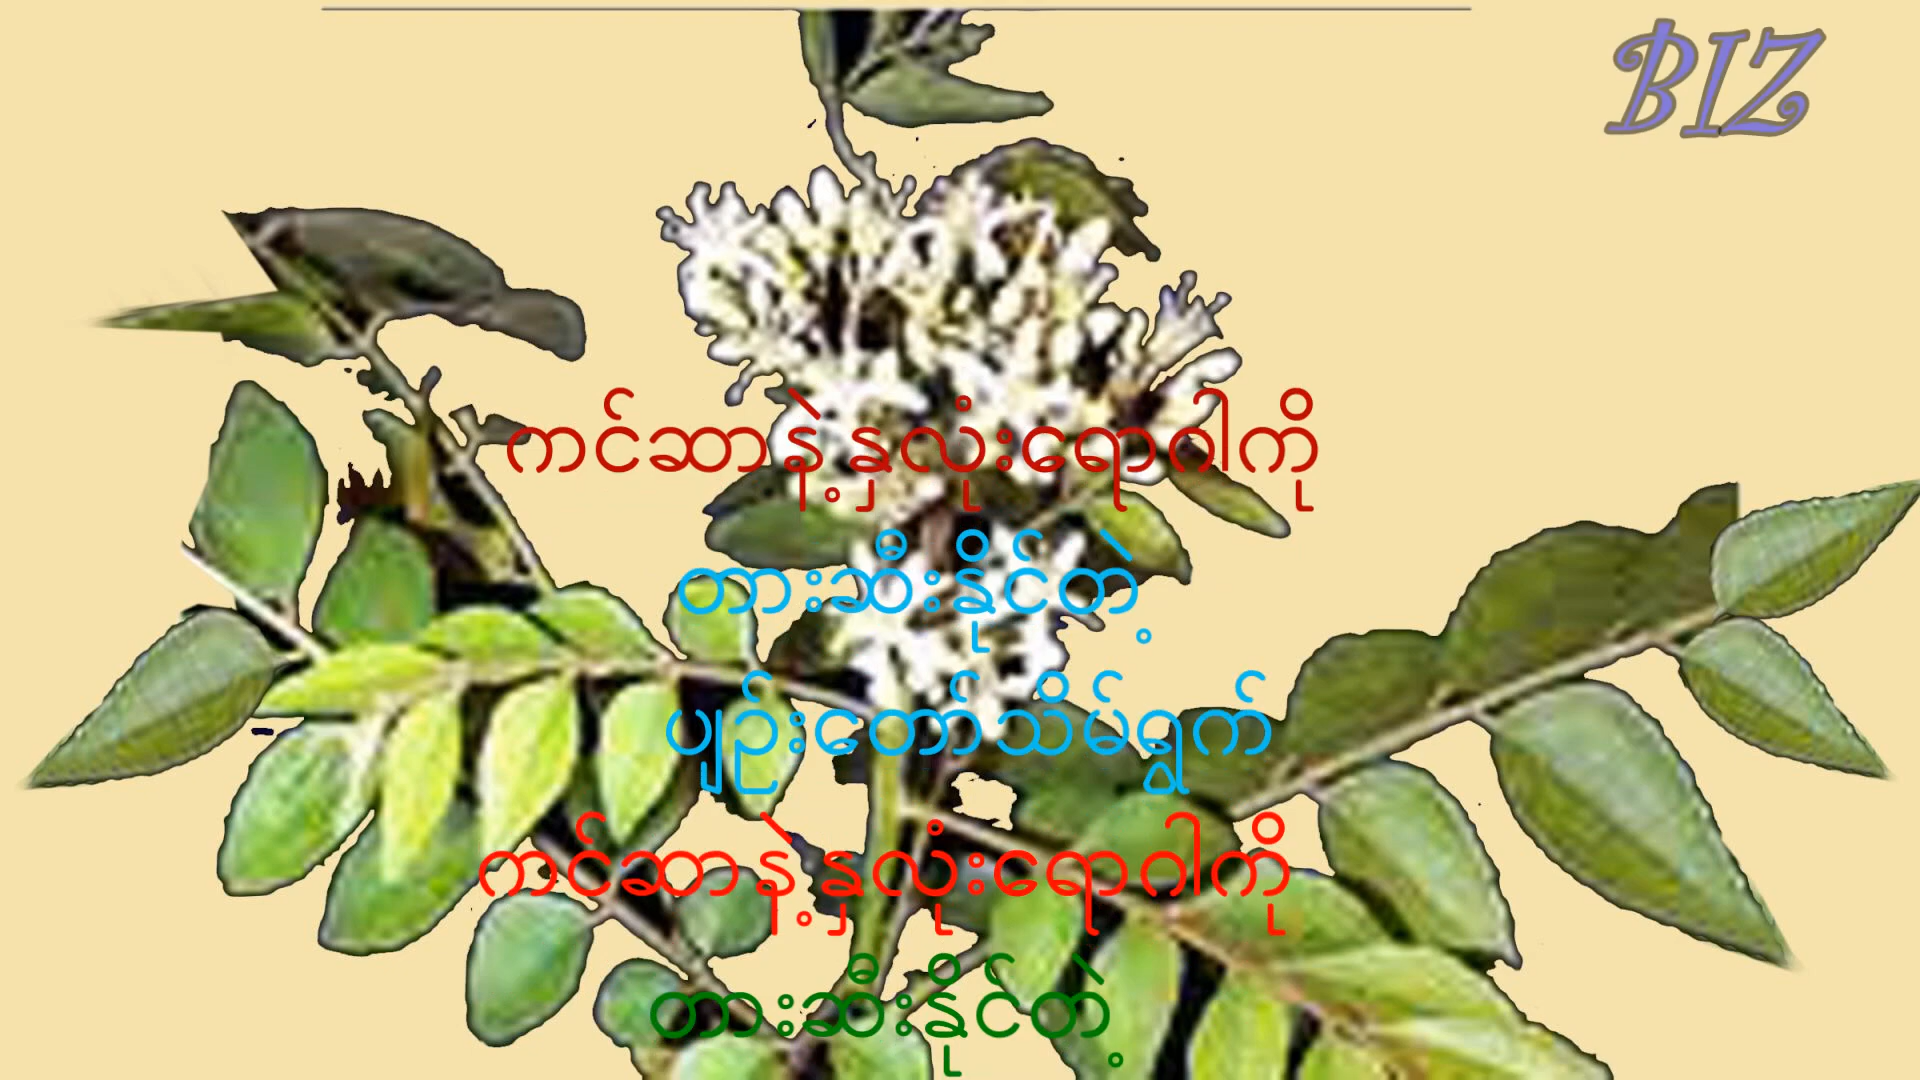 BIZ
ကင်ဆာနဲ့နှလုံးရောဂါကို
တားဆီးနိုင်တဲ့
ပျဉ်းတော်သိမ်ရွက်
ကင်ဆာနဲ့နှလုံးရောဂါကို
တားဆီးနိုင်တဲ့